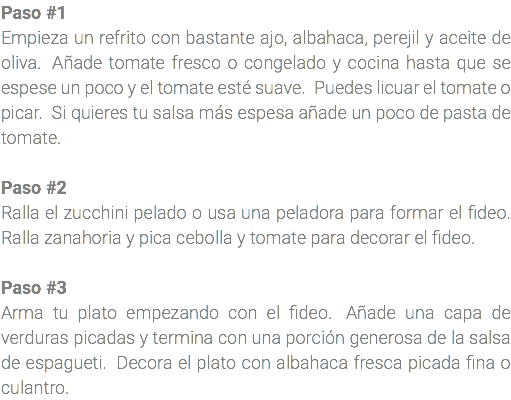 Paso #1
Empieza un refrito con bastante ajo, albahaca, perejil y aceite de
oliva.  Añade tomate fresco o congelado y cocina hasta que se
espese un poco y el tomate esté suave.  Puedes licuar el tomate o
picar.  Si quieres tu salsa más espesa añade un poco de pasta de
tomate.

Paso #2
Ralla el zucchini pelado o usa una peladora para formar el fideo.
Ralla zanahoria y pica cebolla y tomate para decorar el fideo.

Paso #3
Arma tu plato empezando con el fideo.  Añade una capa de
verduras picadas y termina con una porción generosa de la salsa
de espagueti.  Decora el plato con albahaca fresca picada fina o
culantro.